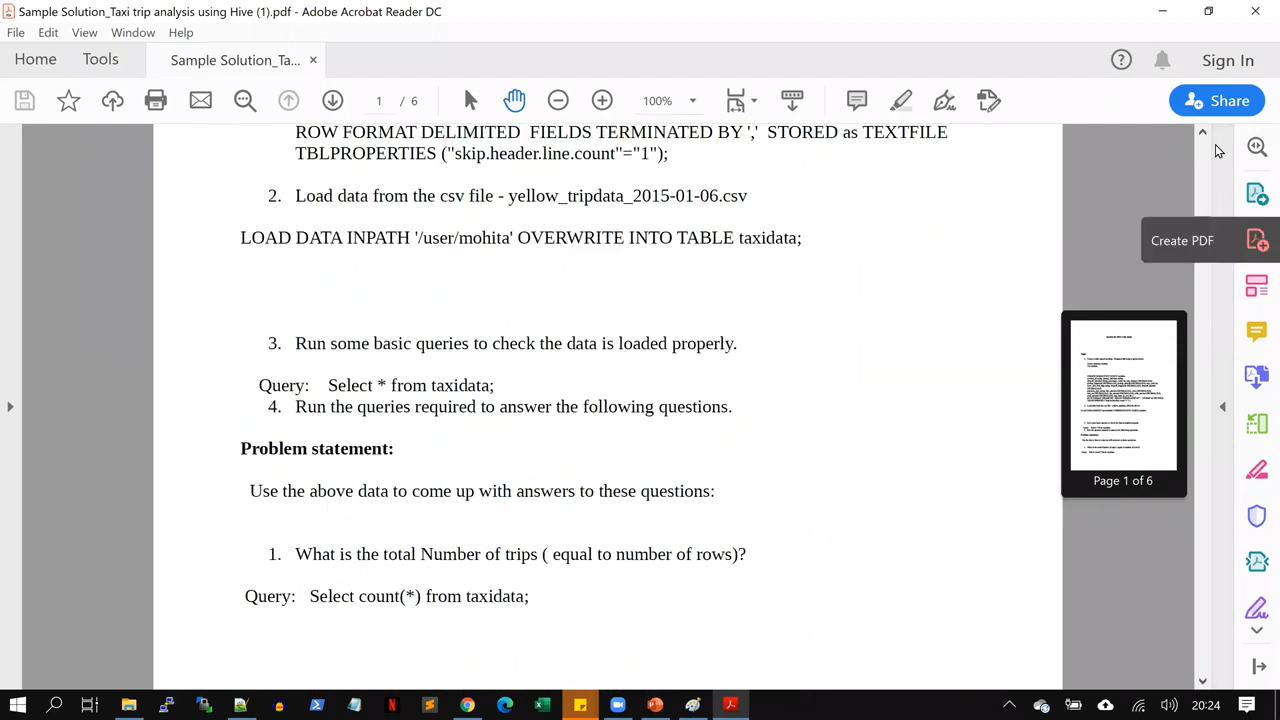 Sample Solution_Taxi trip analysis using Hive (1).pdf - Adobe Acrobat Reader DC
File Edit View Window Help
Home Tools Sample Solution_Ta... × Sign In
1 / 6 100% Share
ROW FORMAT DELIMITED FIELDS TERMINATED BY ',' STORED as TEXTFILE
TBLPROPERTIES ("skip.header.line.count"="1");
2. Load data from the csv file - yellow_tripdata_2015-01-06.csv
LOAD DATA INPATH '/user/mohita' OVERWRITE INTO TABLE taxidata;
Create PDF
3. Run some basic queries to check the data is loaded properly.
Query: Select * from taxidata;
4. Run the queries required to answer the following questions.
Problem statement:
Page 1 of 6
Use the above data to come up with answers to these questions:
1. What is the total Number of trips ( equal to number of rows)?
Query: Select count(*) from taxidata;
20:24